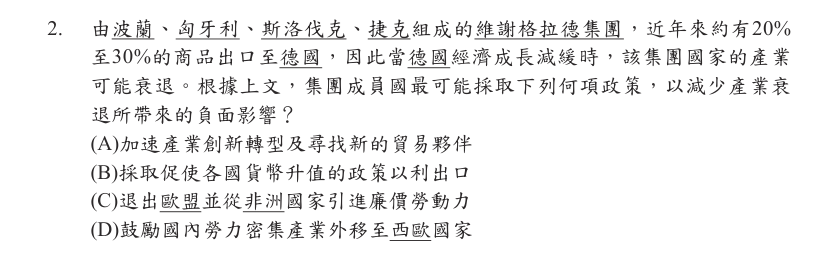 2. 由波蘭、匈牙利、斯洛伐克、捷克組成的維謝格拉德集團，近年來約有20%
至30%的商品出口至德國，因此當德國經濟成長減緩時，該集團國家的產業
可能衰退。根據上文，集團成員國最可能採取下列何項政策，以減少產業衰
退所帶來的負面影響？
(A)加速產業創新轉型及尋找新的貿易夥伴
(B)採取促使各國貨幣升值的政策以利出口
(C)退出歐盟並從非洲國家引進廉價勞動力
(D)鼓勵國內勞力密集產業外移至西歐國家